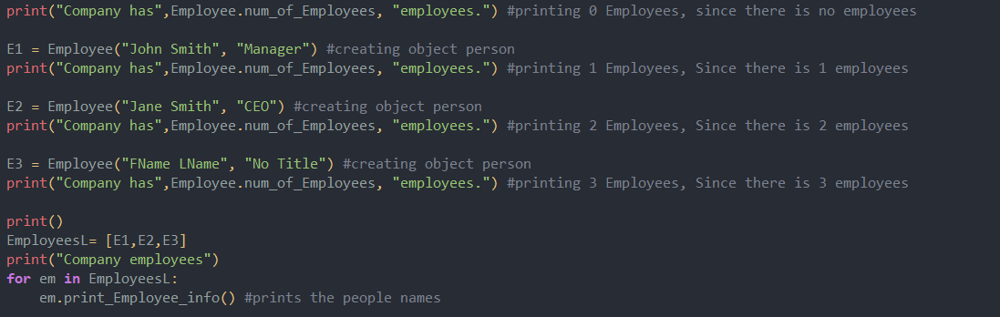 print("Company has",Employee.num_of_Employees, "employees.") #printing 0 Employees, since there is no employees
E1 = Employee("John Smith", "Manager") #creating object person
print("Company has",Employee.num_of_Employees, "employees.") #printing 1 Employees, Since there is 1 employees
E2 = Employee("Jane Smith", "CEO") #creating object person
print("Company has",Employee.num_of_Employees, "employees.") #printing 2 Employees, Since there is 2 employees
E3 = Employee("FName LName", "No Title") #creating object person
print("Company has",Employee.num_of_Employees, "employees.") #printing 3 Employees, Since there is 3 employees
print()
EmployeesL= [E1,E2,E3]
print("Company employees")
for em in EmployeesL:
    em.print_Employee_info() #prints the people names